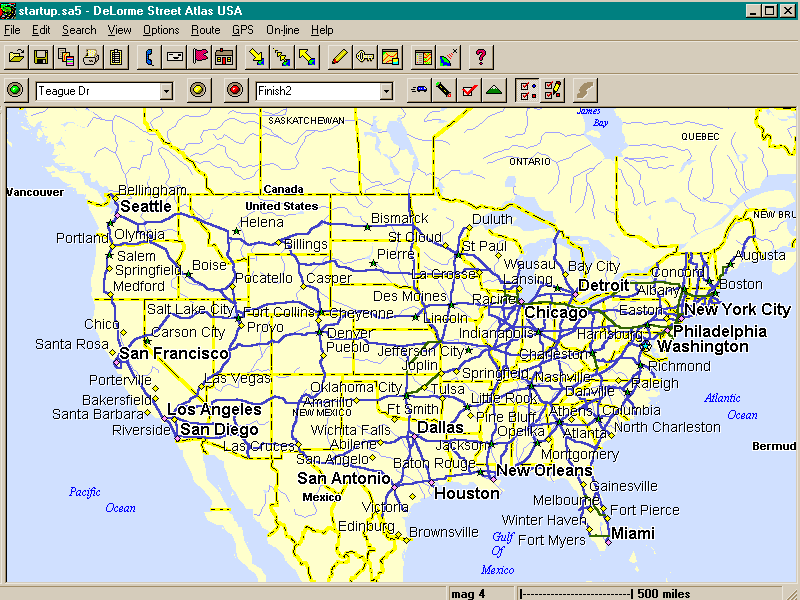 startup.sa5 - DeLorme Street Atlas USA
File Edit Search View Options Route GPS On-line Help
Teague Dr Finish2
SASKATCHEWAN
James
Bay
QUEBEC
ONTARIO
Vancouver
Bellingham
Canada
Seattle
United States
NEW BRU
Helena
Bismarck
Duluth
Portland
Olympia
St Cloud
Billings
St Paul
Salem
Pierre
Augusta
Springfield
Boise
Wausau
Bay City
Concord
Medford
Pocatello
Casper
La Crosse
Lansing
Detroit
Albany
Boston
Des Moines
Racine
Salt Lake City
Fort Collins
Cheyenne
Lincoln
Chicago
Easton
New York City
Chico
Carson City
Provo
Denver
Indianapolis
Harrisburg
Philadelphia
Santa Rosa
San Francisco
Pueblo
Jefferson City
Charleston
Washington
Joplin
Richmond
Porterville
Las Vegas
Oklahoma City
Tulsa
Springfield
Nashville
Raleigh
Bakersfield
Amarillo
Little Rock
Danville
Atlantic
Ocean
Santa Barbara
Los Angeles
NEW MEXICO
Ft Smith
Pine Bluff
Athens
Columbia
Riverside
San Diego
Wichita Falls
Dallas
Opelika
Atlanta
North Charleston
Las Cruces
Abilene
Jackson
Bermud
San Angelo
Baton Rouge
Montgomery
San Antonio
New Orleans
Pacific
Ocean
Mexico
Houston
Gainesville
Victoria
Melbourne
Fort Pierce
Edinburg
Winter Haven
Brownsville
Gulf
Of
Mexico
Fort Myers
Miami
mag 4
500 miles